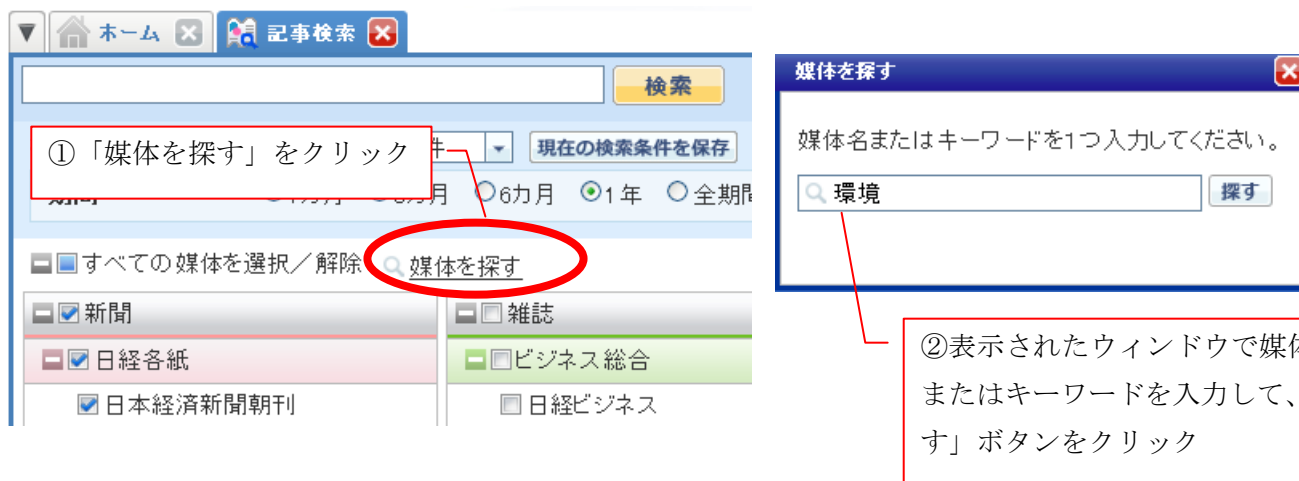 ホーム 記事検索
検索
①「媒体を探す」をクリック
件 現在の検索条件を保存
6カ月 1年 全期間
すべての媒体を選択／解除 媒体を探す
新聞 雑誌
日経各紙 ビジネス総合
日本経済新聞朝刊 日経ビジネス
媒体を探す
媒体名またはキーワードを1つ入力してください。
環境 探す
②表示されたウィンドウで媒体
またはキーワードを入力して、
す」ボタンをクリック